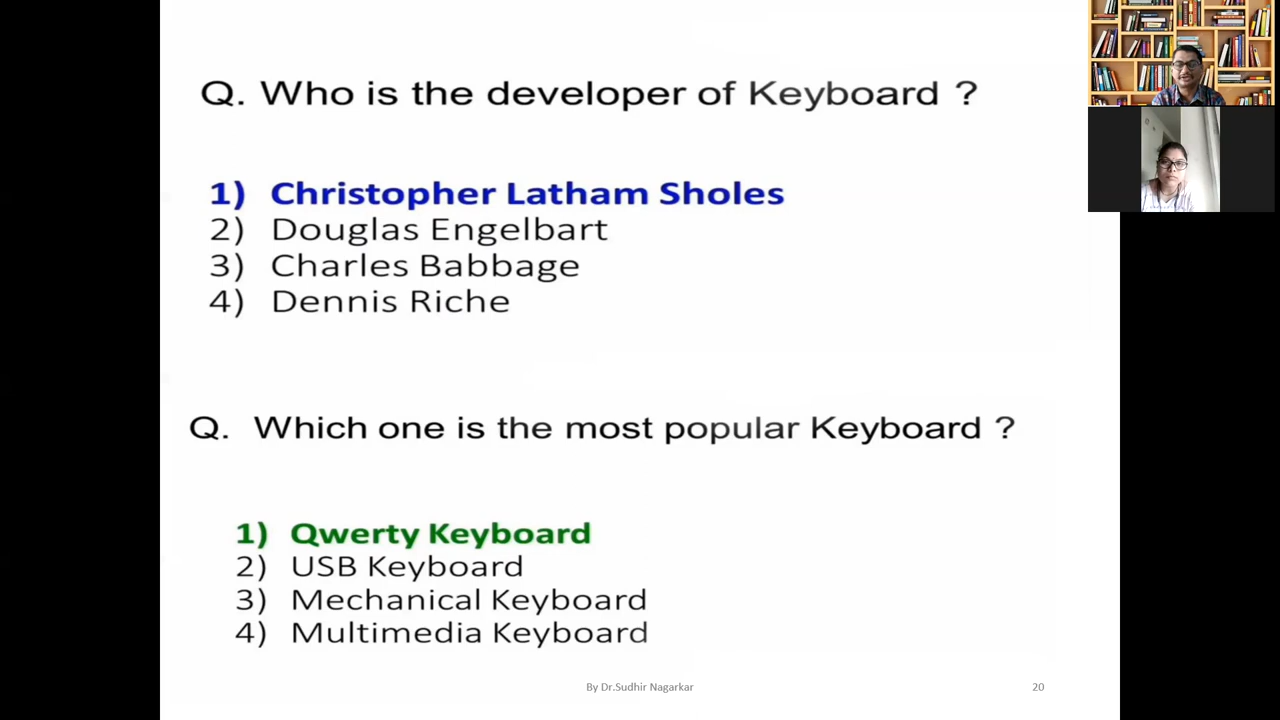 Q. Who is the developer of Keyboard ?
1) Christopher Latham Sholes
2) Douglas Engelbart
3) Charles Babbage
4) Dennis Riche
Q. Which one is the most popular Keyboard ?
1) Qwerty Keyboard
2) USB Keyboard
3) Mechanical Keyboard
4) Multimedia Keyboard
By Dr.Sudhir Nagarkar
20